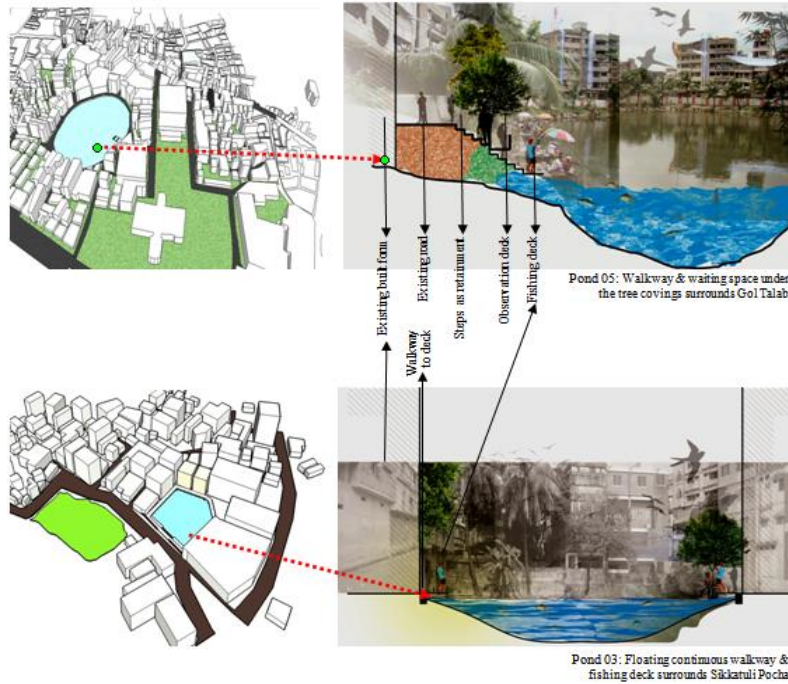 Existing built form
Existing road
Steps as retainment
Observation deck
Fishing deck
Pond 05: Walkway & waiting space under
the tree covings surrounds Gol Talab
Walkway
to deck
Pond 03: Floating continuous walkway &
fishing deck surrounds Sikkatuli Pocha